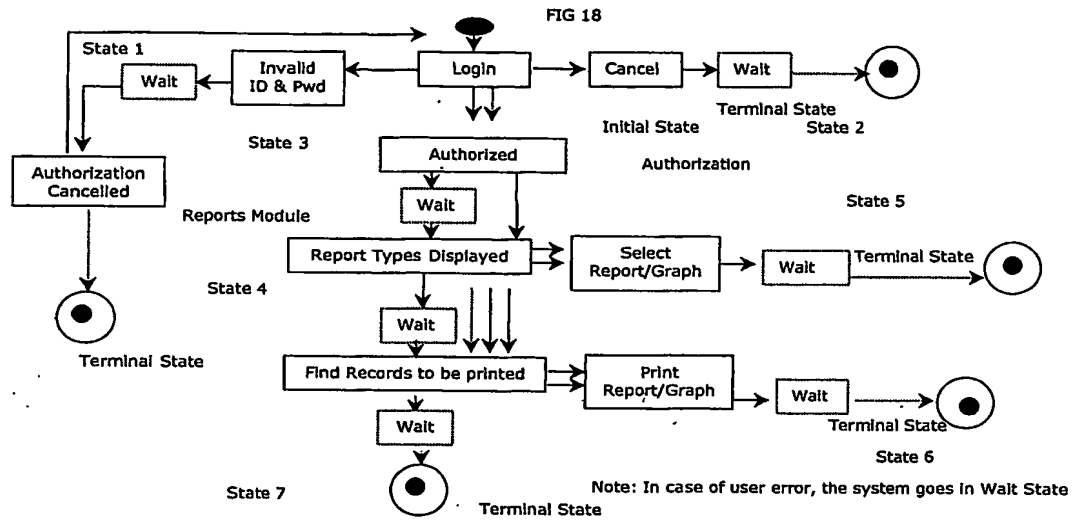 FIG 18
State 1
Wait
Invalid
ID & Pwd
Login
Cancel
Wait
Terminal State
State 2
Initial State
State 3
Authorized
Authorization
Authorization
Cancelled
Wait
Reports Module
State 5
Report Types Displayed
Select
Report/Graph
Wait
Terminal State
State 4
Wait
Terminal State
Find Records to be printed
Print
Report/Graph
Wait
Terminal State
Wait
State 6
State 7
Terminal State
Note: In case of user error, the system goes in Wait State